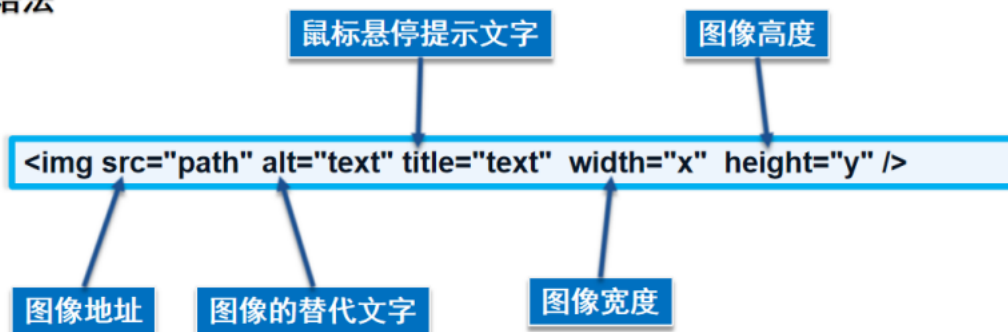 语法
鼠标悬停提示文字
图像高度
<img src="path" alt="text" title="text" width="x" height="y" />
图像地址
图像的替代文字
图像宽度